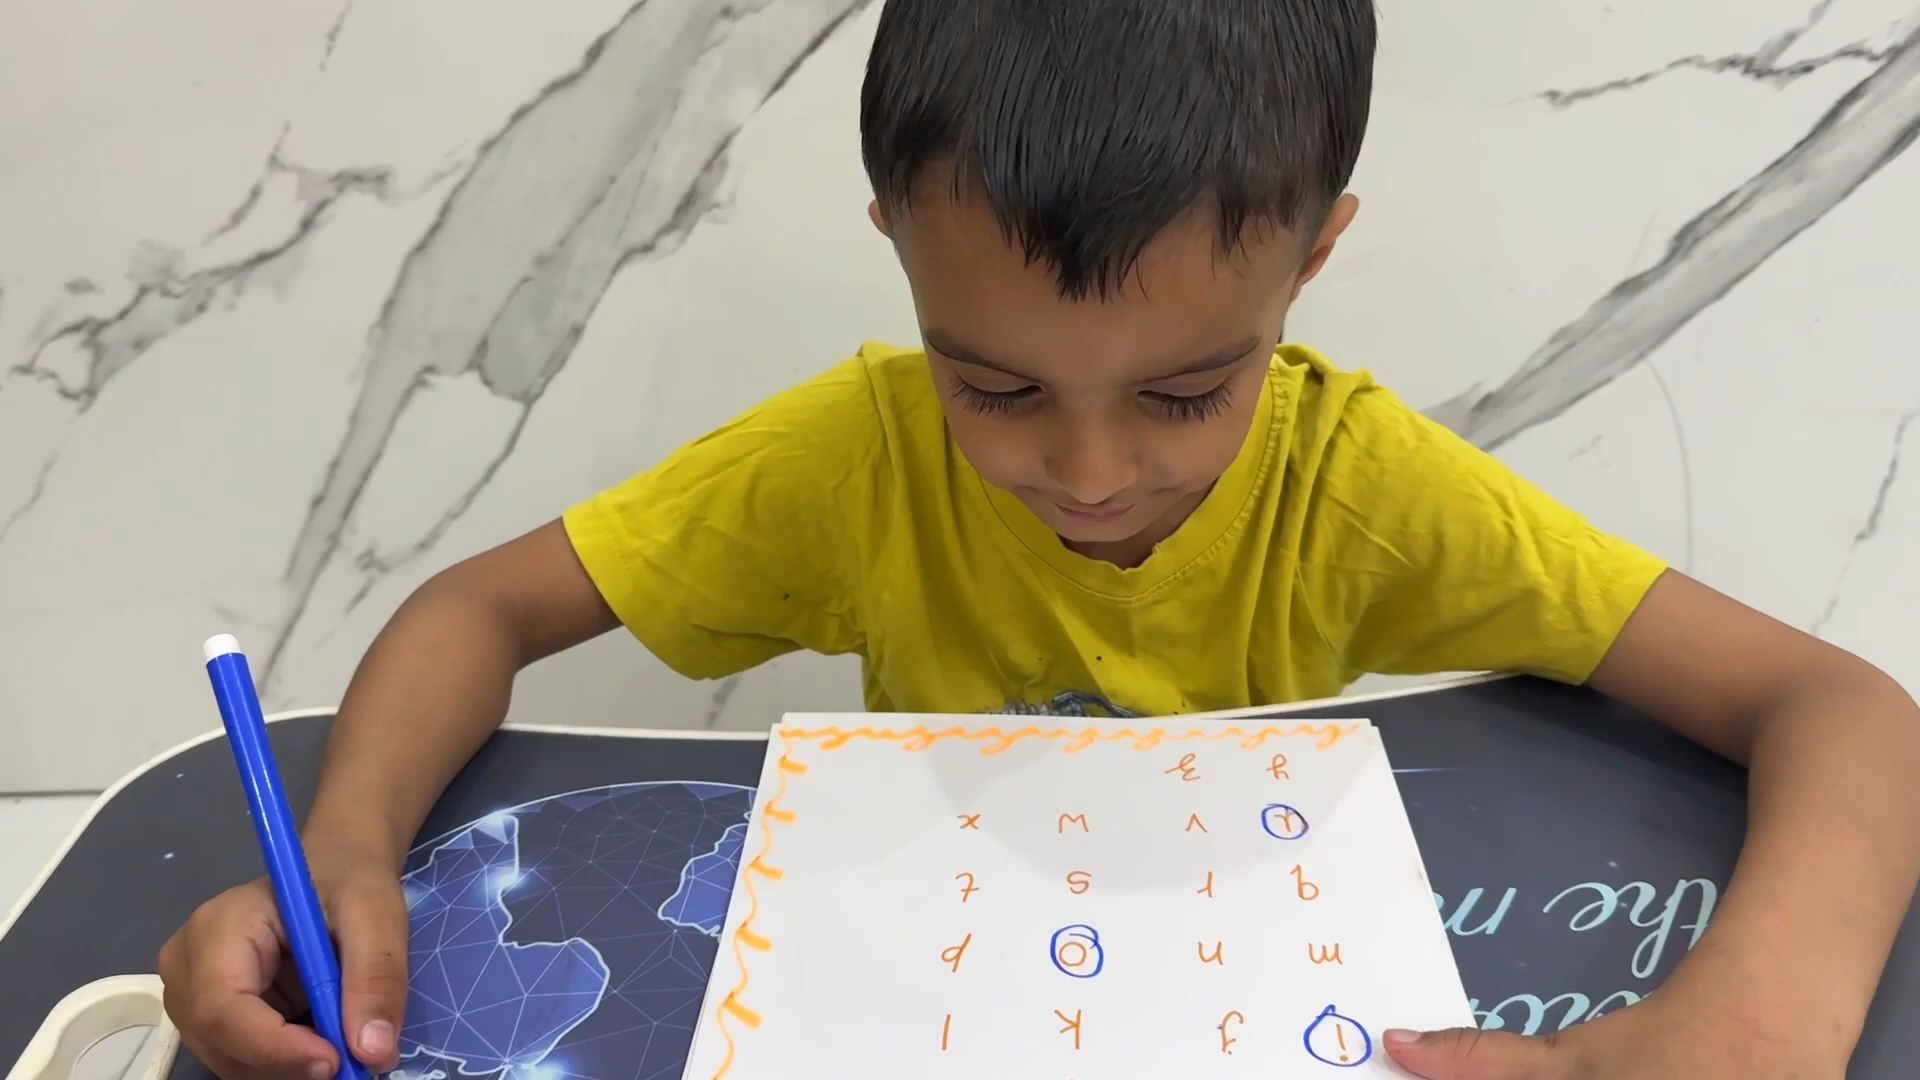 i j k l
m n o p
q r s t
u v w x
y z
the